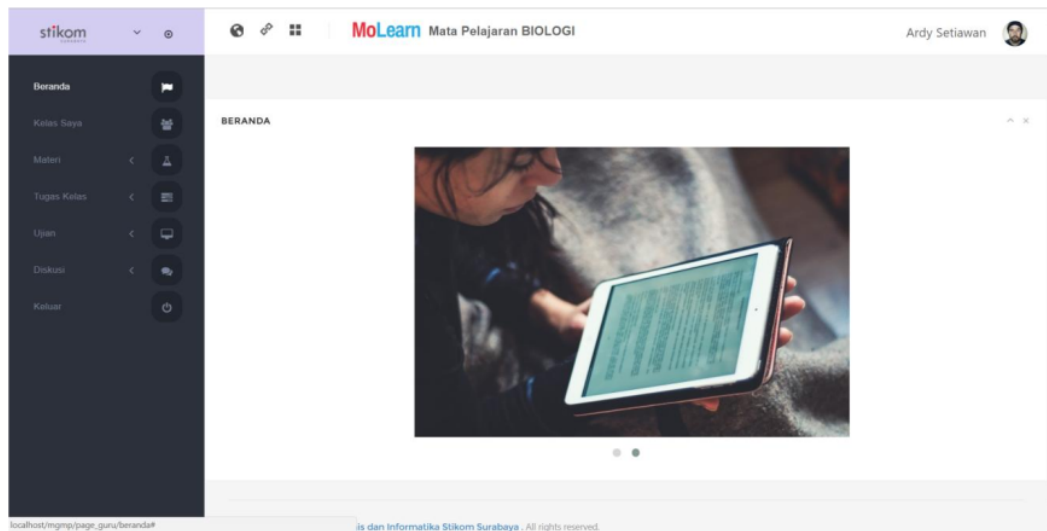 stikom
SURABAYA
MoLearn Mata Pelajaran BIOLOGI
Ardy Setiawan
Beranda
Kelas Saya
Materi
Tugas Kelas
Ujian
Diskusi
Keluar
BERANDA
localhost/mgmp/page_guru/beranda#
is dan Informatika Stikom Surabaya . All rights reserved.